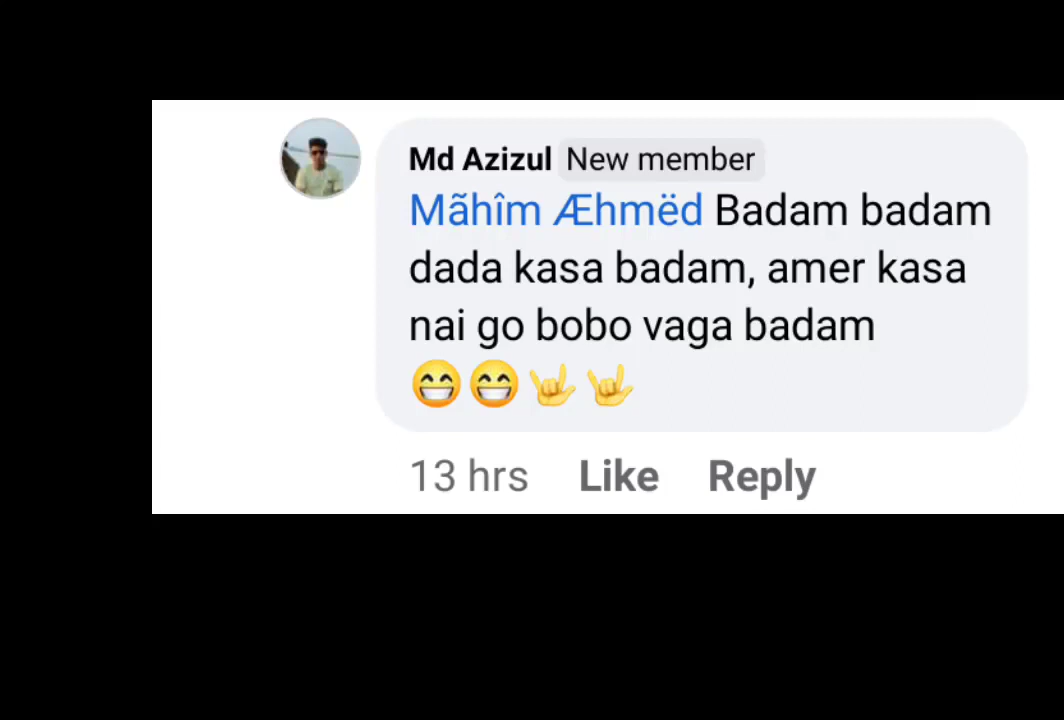 Md Azizul New member
Mãhîm Æhmëd Badam badam
dada kasa badam, amer kasa
nai go bobo vaga badam
😁😁🤟🤟
13 hrs Like Reply